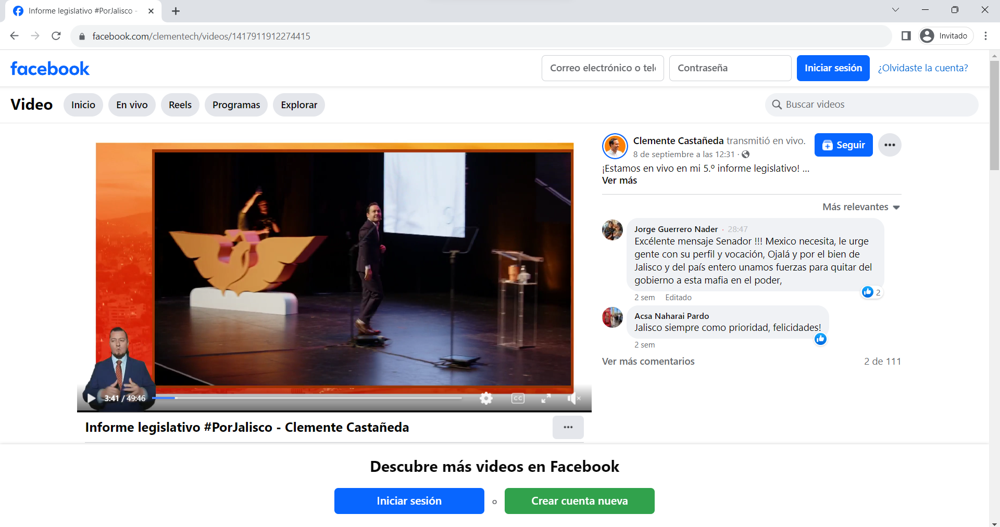 Informe legislativo #PorJalisco -
facebook.com/clementech/videos/1417911912274415
Invitado
facebook
Correo electrónico o tel
Contraseña
Iniciar sesión
¿Olvidaste la cuenta?
Video
Inicio
En vivo
Reels
Programas
Explorar
Buscar videos
Clemente Castañeda transmitió en vivo.
8 de septiembre a las 12:31 ·
Seguir
¡Estamos en vivo en mi 5.º informe legislativo! ...
Ver más
Más relevantes
Jorge Guerrero Nader · 28:47
Excélente mensaje Senador !!! Mexico necesita, le urge
gente con su perfil y vocación, Ojalá y por el bien de
Jalisco y del país entero unamos fuerzas para quitar del
gobierno a esta mafia en el poder,
2
2 sem Editado
Acsa Naharai Pardo
Jalisco siempre como prioridad, felicidades!
2 sem
Ver más comentarios
2 de 111
3:41 / 49:46
CC
Informe legislativo #PorJalisco - Clemente Castañeda
Descubre más videos en Facebook
Iniciar sesión
o
Crear cuenta nueva